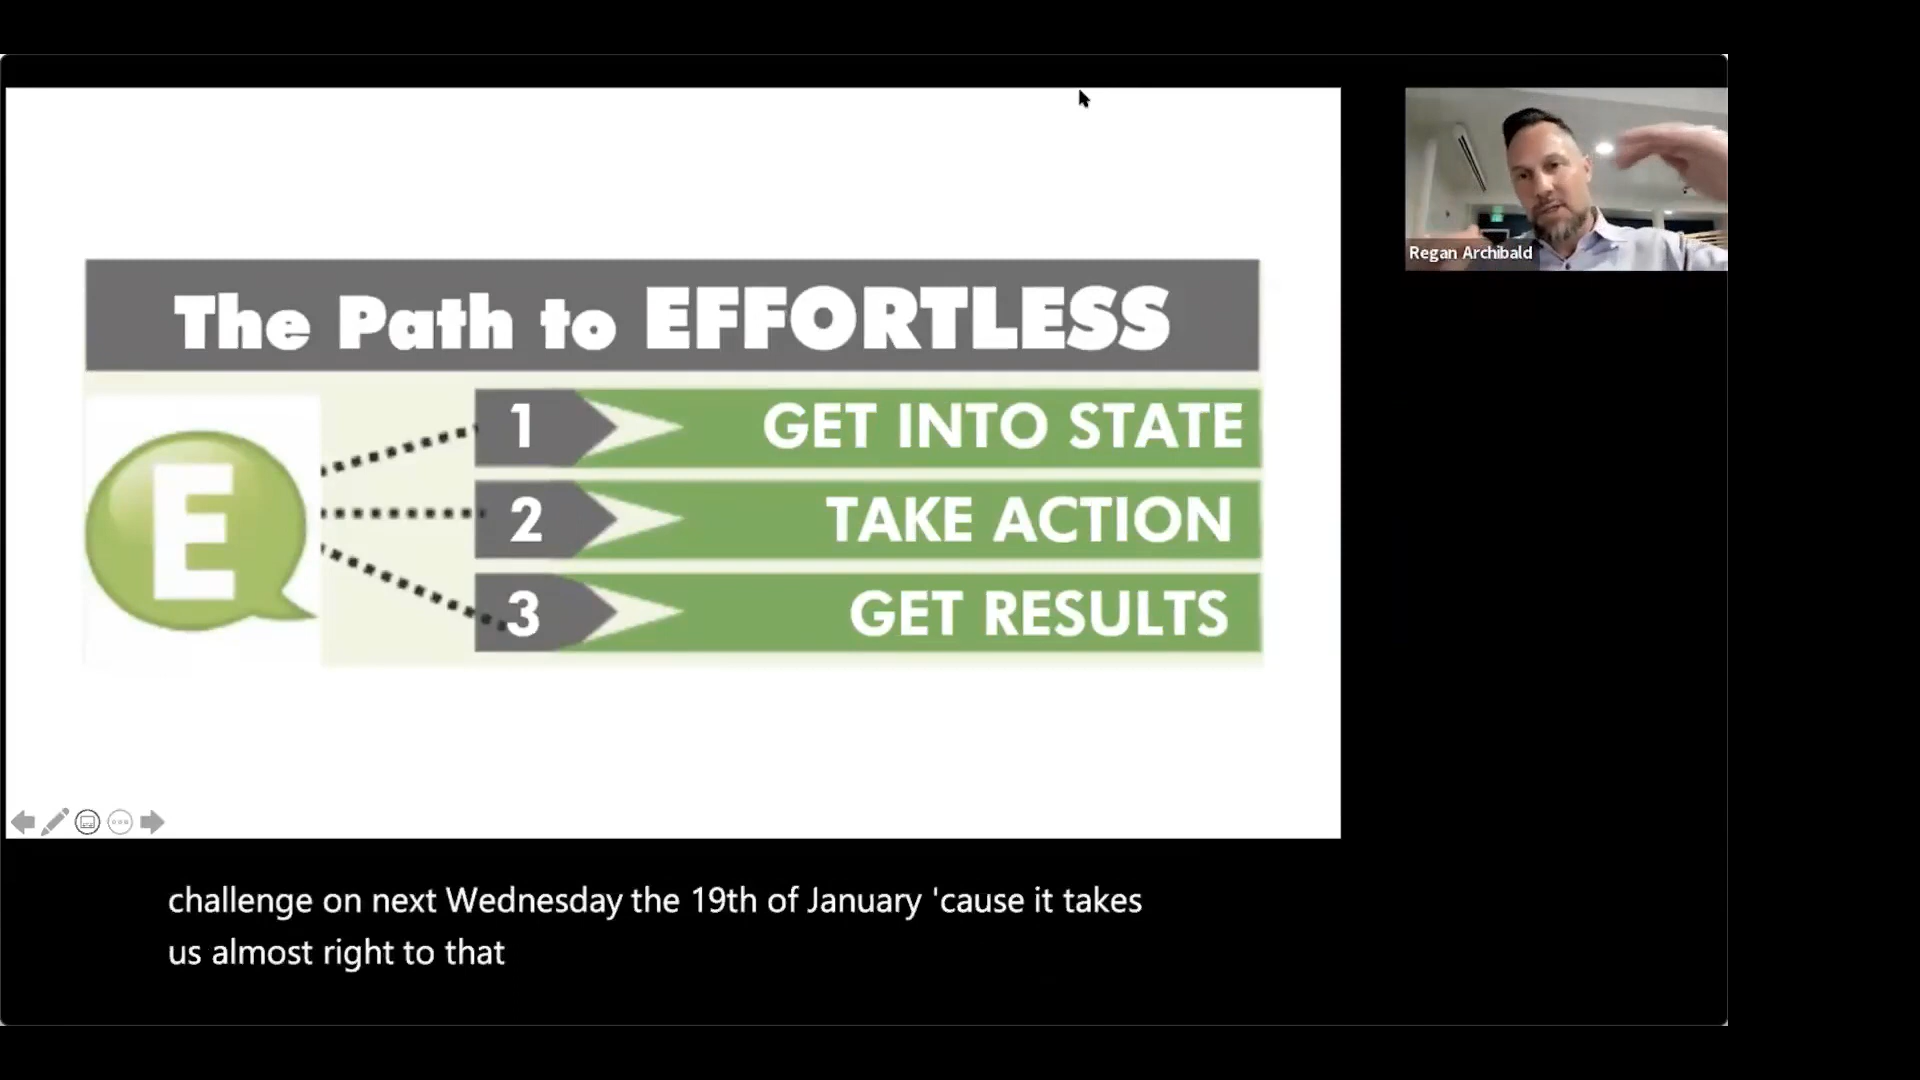 The Path to EFFORTLESS
E
1 GET INTO STATE
2 TAKE ACTION
3 GET RESULTS
Regan Archibald
challenge on next Wednesday the 19th of January 'cause it takes
us almost right to that